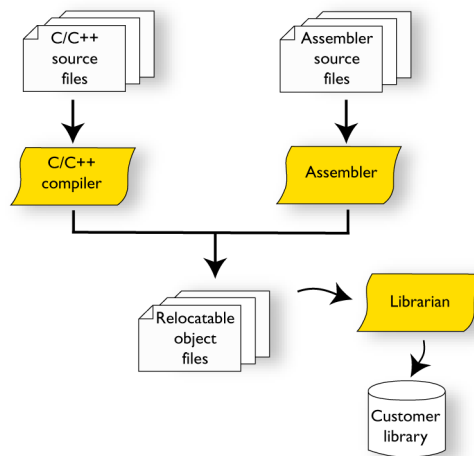 C/C++
source
files
Assembler
source
files
C/C++
compiler
Assembler
Relocatable
object
files
Librarian
Customer
library